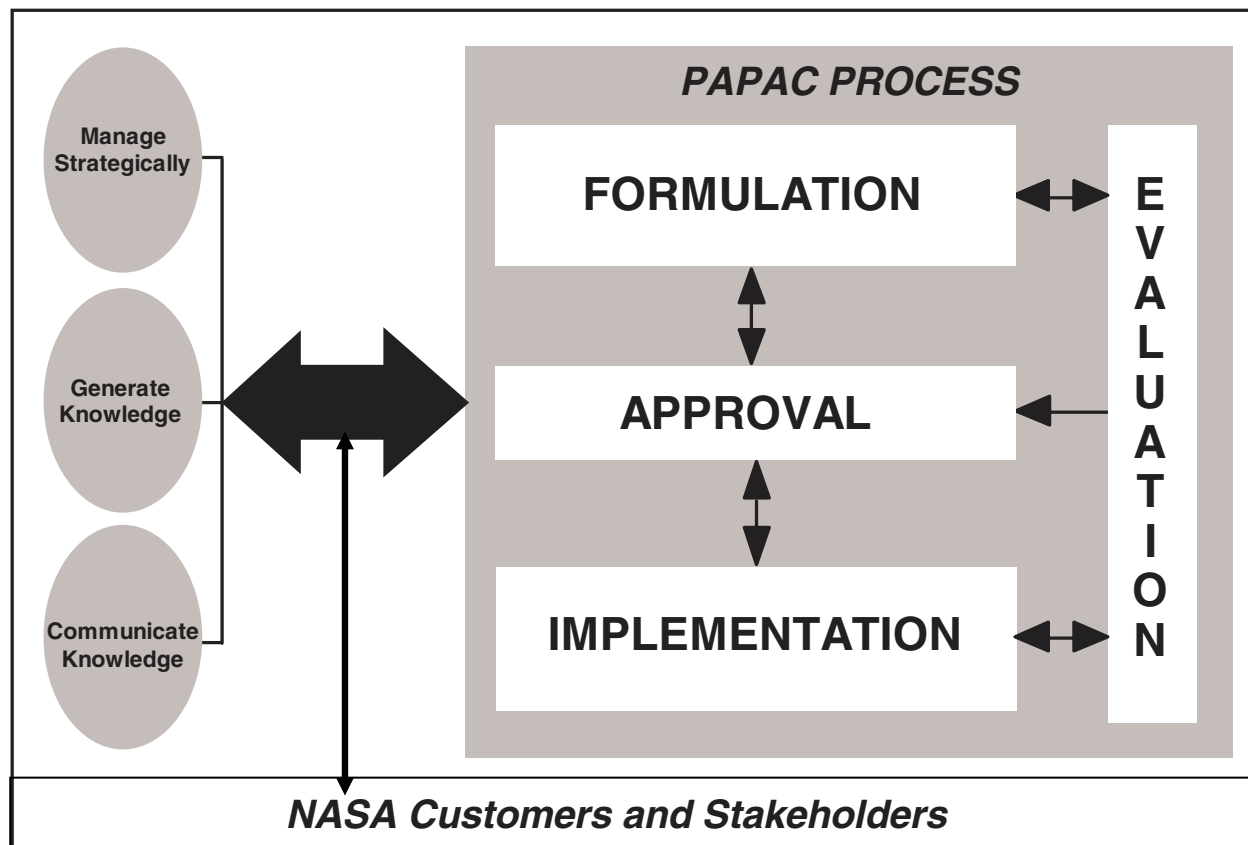 Manage
Strategically
Generate
Knowledge
Communicate
Knowledge
PAPAC PROCESS
FORMULATION
APPROVAL
IMPLEMENTATION
E
V
A
L
U
A
T
I
O
N
NASA Customers and Stakeholders